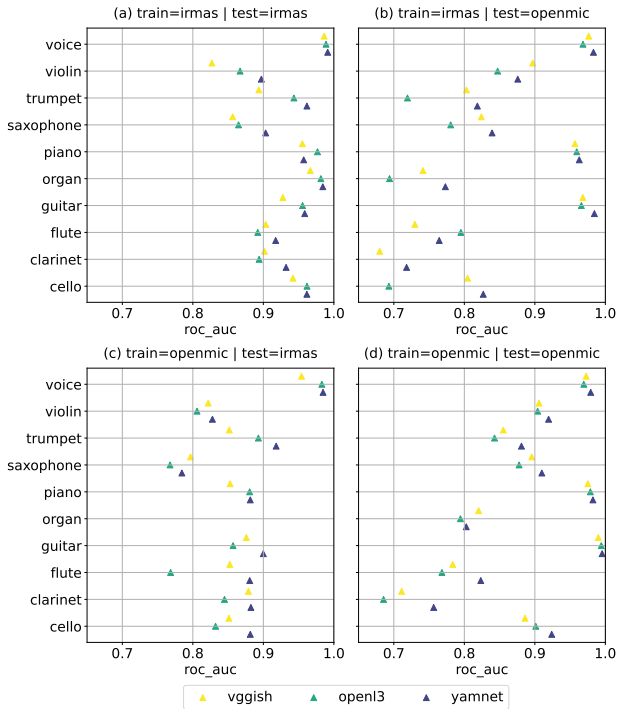 (a) train=irmas | test=irmas
(b) train=irmas | test=openmic
voice
violin
trumpet
saxophone
piano
organ
guitar
flute
clarinet
cello
0.7 0.8 0.9 1.0
0.7 0.8 0.9 1.0
roc_auc
roc_auc
(c) train=openmic | test=irmas
(d) train=openmic | test=openmic
voice
violin
trumpet
saxophone
piano
organ
guitar
flute
clarinet
cello
0.7 0.8 0.9 1.0
0.7 0.8 0.9 1.0
roc_auc
roc_auc
vggish openl3 yamnet